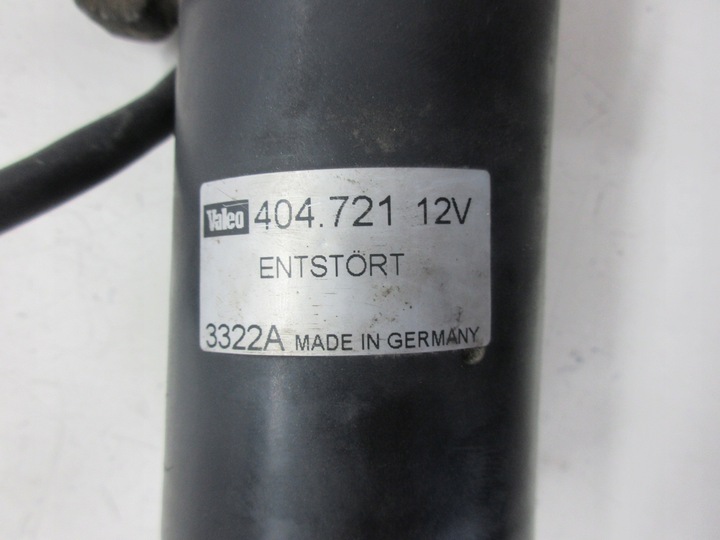 Valeo 404.721 12V
ENTSTÖRT
3322A MADE IN GERMANY